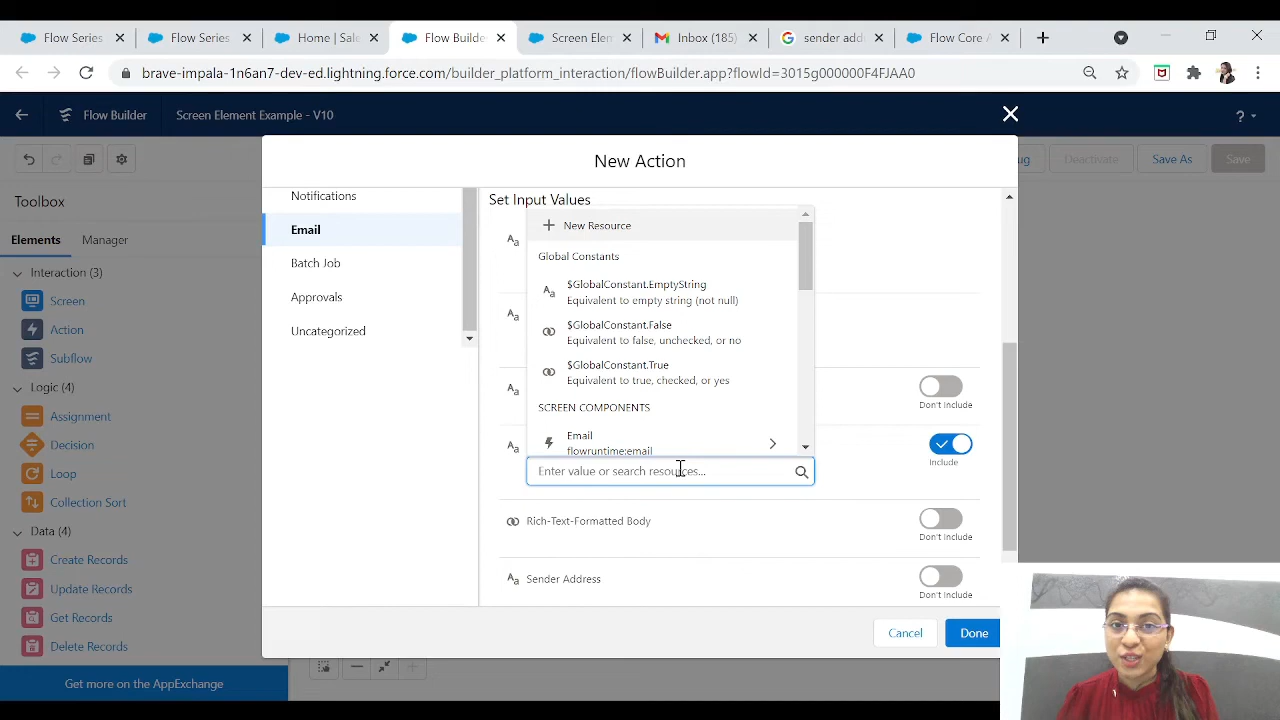 Flow Series
Flow Series
Home | Sale
Flow Builde
Screen Elem
Inbox (185)
sender addr
Flow Core A
brave-impala-1n6an7-dev-ed.lightning.force.com/builder_platform_interaction/flowBuilder.app?flowId=3015g000000F4FJAA0
Flow Builder
Screen Element Example - V10
?
New Action
ug
Deactivate
Save As
Save
Toolbox
Elements
Manager
Interaction (3)
Screen
Action
Subflow
Logic (4)
Assignment
Decision
Loop
Collection Sort
Data (4)
Create Records
Update Records
Get Records
Delete Records
Get more on the AppExchange
Notifications
Email
Batch Job
Approvals
Uncategorized
Set Input Values
New Resource
Global Constants
$GlobalConstant.EmptyString
Equivalent to empty string (not null)
$GlobalConstant.False
Equivalent to false, unchecked, or no
$GlobalConstant.True
Equivalent to true, checked, or yes
SCREEN COMPONENTS
Email
flowruntime:email
Enter value or search resources...
Don't Include
Include
Rich-Text-Formatted Body
Don't Include
Sender Address
Don't Include
Cancel
Done